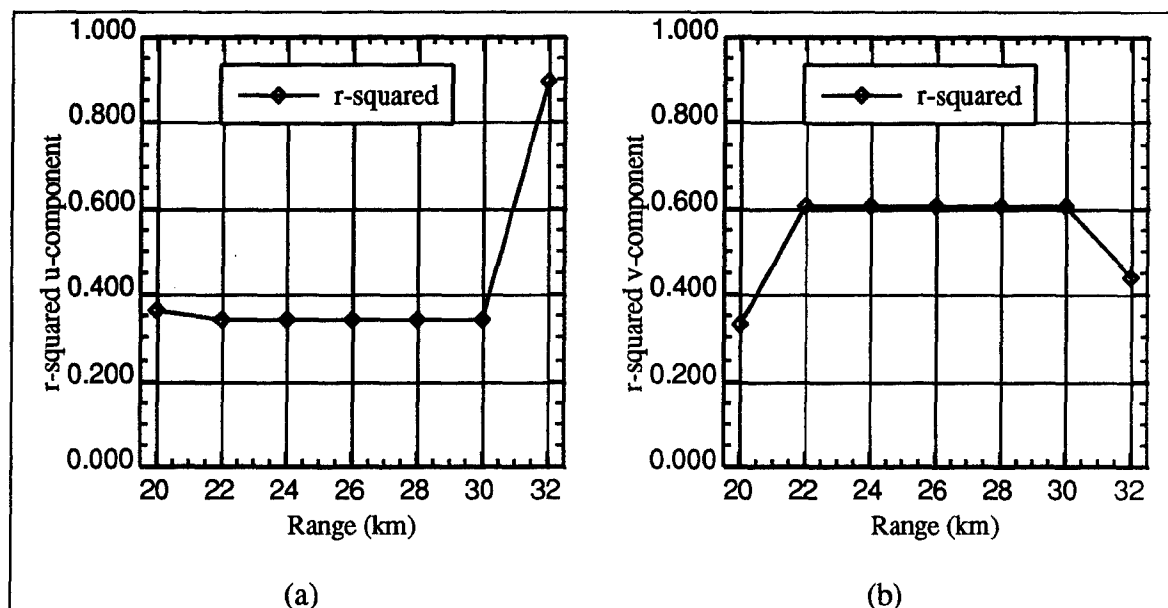 1.000
0.800
0.600
0.400
0.200
0.000
r-squared u-component
r-squared
20 22 24 26 28 30 32
Range (km)
(a)
1.000
0.800
0.600
0.400
0.200
0.000
r-squared v-component
r-squared
20 22 24 26 28 30 32
Range (km)
(b)